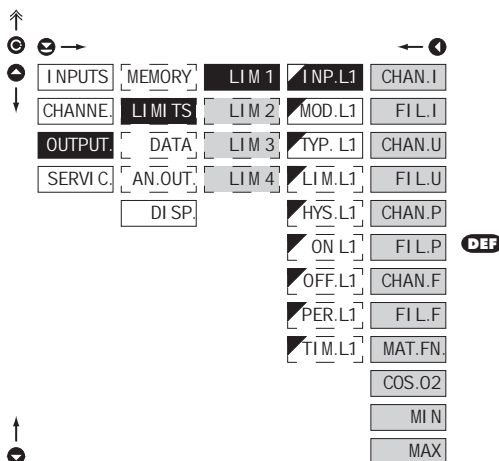 INPUTS MEMORY LIM 1 INP.L1 CHAN.I
CHANNE. LIMITS LIM 2 MOD.L1 FIL.I
OUTPUT. DATA LIM 3 TYP. L1 CHAN.U
SERVIC. AN.OUT. LIM 4 LIM.L1 FIL.U
DISP. HYS.L1 CHAN.P
ON L1 FIL.P DEF
OFF.L1 CHAN.F
PER.L1 FIL.F
TIM.L1 MAT.FN.
COS.O2
MIN
MAX